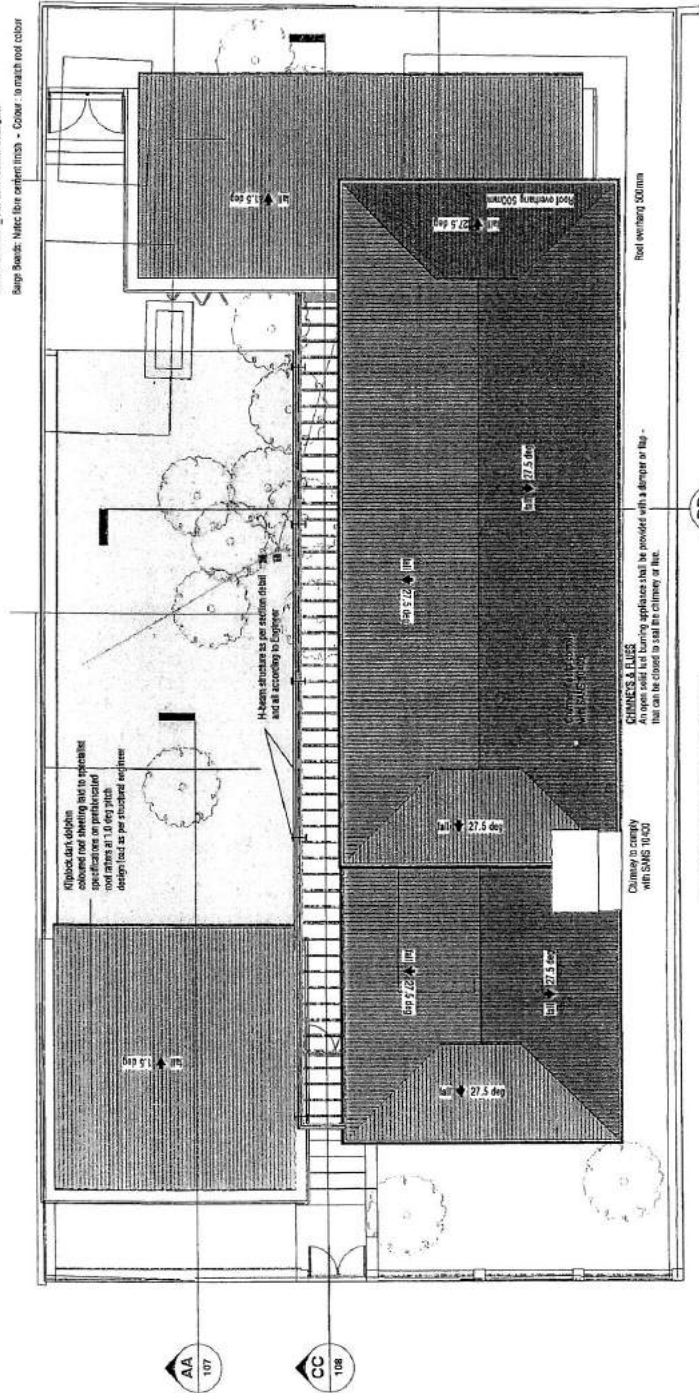 Barge Boards: Nutec fibre cement finish - Colour : to match roof colour
fall
1.5 deg
Roof overhang 500mm
fall
27.5 deg
Roof overhang 500mm
Kliplock dark dolphin
coloured roof sheeting laid to specialist
specifications on prefabricated
roof rafters at 1.0 deg pitch
design load as per structural engineer
H-beam structure as per section detail
and all according to Engineer
fall
27.5 deg
fall
27.5 deg
CHIMNEYS & FLUES
An open solid fuel burning appliance shall be provided with a damper or flap -
that can be closed to seal the chimney or flue.
fall
27.5 deg
Chimney to comply
with SANS 10400
fall
1.5 deg
fall
27.5 deg
fall
27.5 deg
fall
27.5 deg
AA
107
CC
108